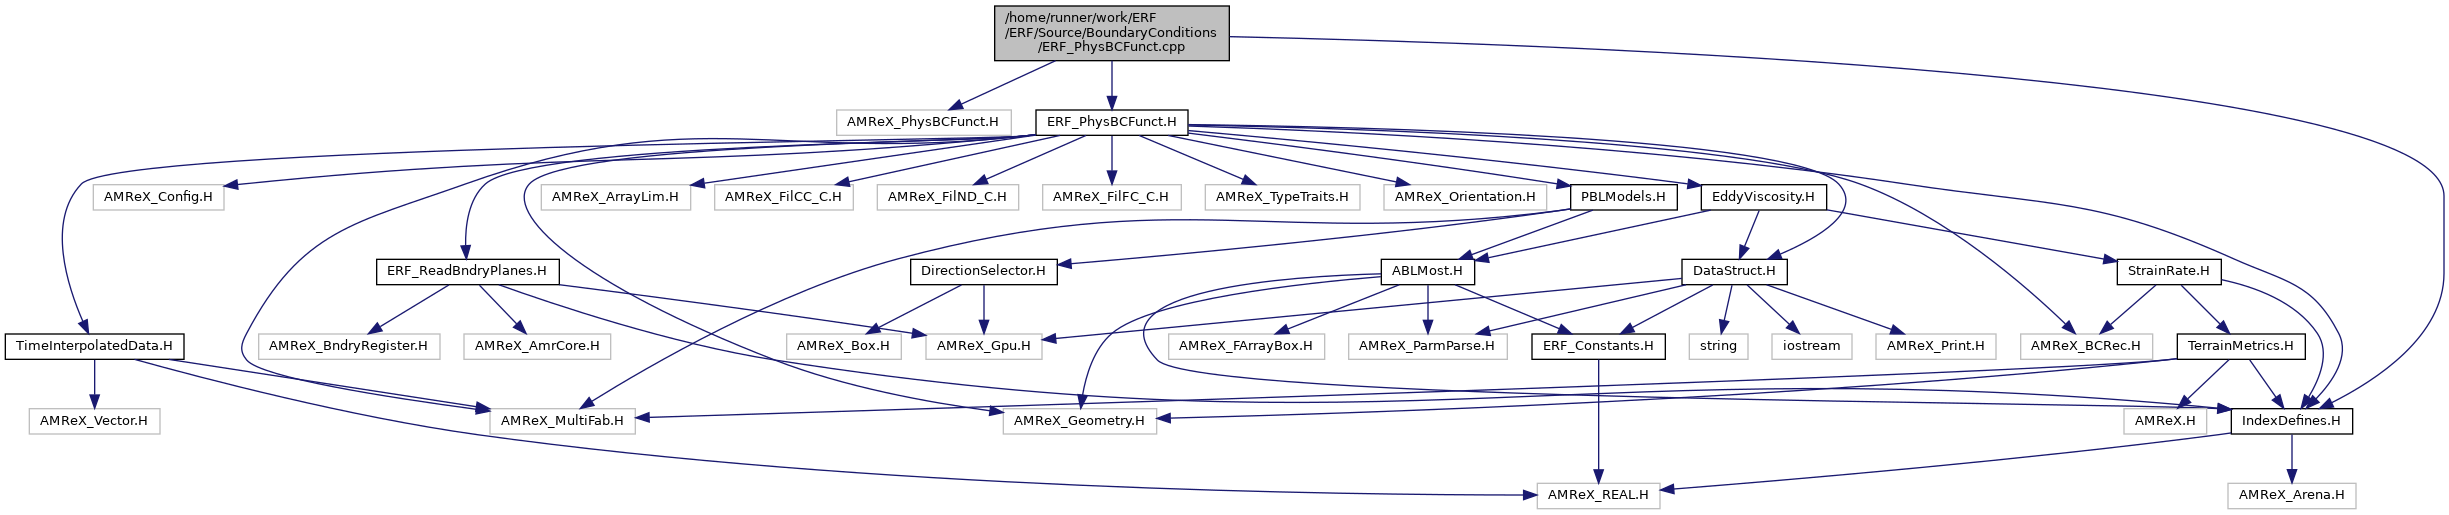 /home/runner/work/ERF
/ERF/Source/BoundaryConditions
/ERF_PhysBCFunct.cpp
AMReX_PhysBCFunct.H
ERF_PhysBCFunct.H
AMReX_Config.H
AMReX_ArrayLim.H
AMReX_FilCC_C.H
AMReX_FilND_C.H
AMReX_FilFC_C.H
AMReX_TypeTraits.H
AMReX_Orientation.H
PBLModels.H
EddyViscosity.H
ERF_ReadBndryPlanes.H
DirectionSelector.H
ABLMost.H
DataStruct.H
StrainRate.H
TimeInterpolatedData.H
AMReX_BndryRegister.H
AMReX_AmrCore.H
AMReX_Box.H
AMReX_Gpu.H
AMReX_FArrayBox.H
AMReX_ParmParse.H
ERF_Constants.H
string
iostream
AMReX_Print.H
AMReX_BCRec.H
TerrainMetrics.H
AMReX_Vector.H
AMReX_MultiFab.H
AMReX_Geometry.H
AMReX.H
IndexDefines.H
AMReX_REAL.H
AMReX_Arena.H